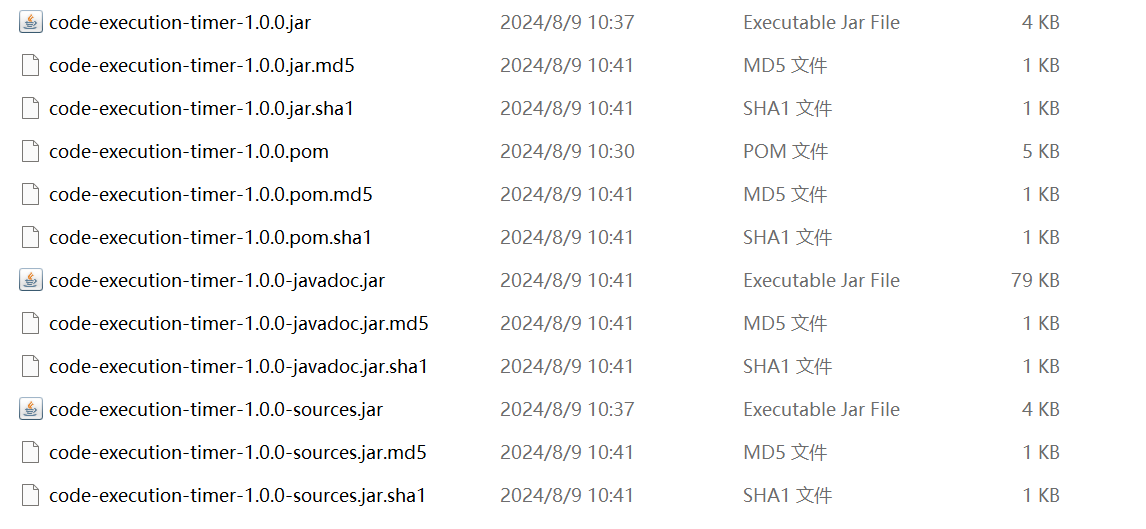 code-execution-timer-1.0.0.jar 2024/8/9 10:37 Executable Jar File 4 KB
code-execution-timer-1.0.0.jar.md5 2024/8/9 10:41 MD5 文件 1 KB
code-execution-timer-1.0.0.jar.sha1 2024/8/9 10:41 SHA1 文件 1 KB
code-execution-timer-1.0.0.pom 2024/8/9 10:30 POM 文件 5 KB
code-execution-timer-1.0.0.pom.md5 2024/8/9 10:41 MD5 文件 1 KB
code-execution-timer-1.0.0.pom.sha1 2024/8/9 10:41 SHA1 文件 1 KB
code-execution-timer-1.0.0-javadoc.jar 2024/8/9 10:41 Executable Jar File 79 KB
code-execution-timer-1.0.0-javadoc.jar.md5 2024/8/9 10:41 MD5 文件 1 KB
code-execution-timer-1.0.0-javadoc.jar.sha1 2024/8/9 10:41 SHA1 文件 1 KB
code-execution-timer-1.0.0-sources.jar 2024/8/9 10:37 Executable Jar File 4 KB
code-execution-timer-1.0.0-sources.jar.md5 2024/8/9 10:41 MD5 文件 1 KB
code-execution-timer-1.0.0-sources.jar.sha1 2024/8/9 10:41 SHA1 文件 1 KB